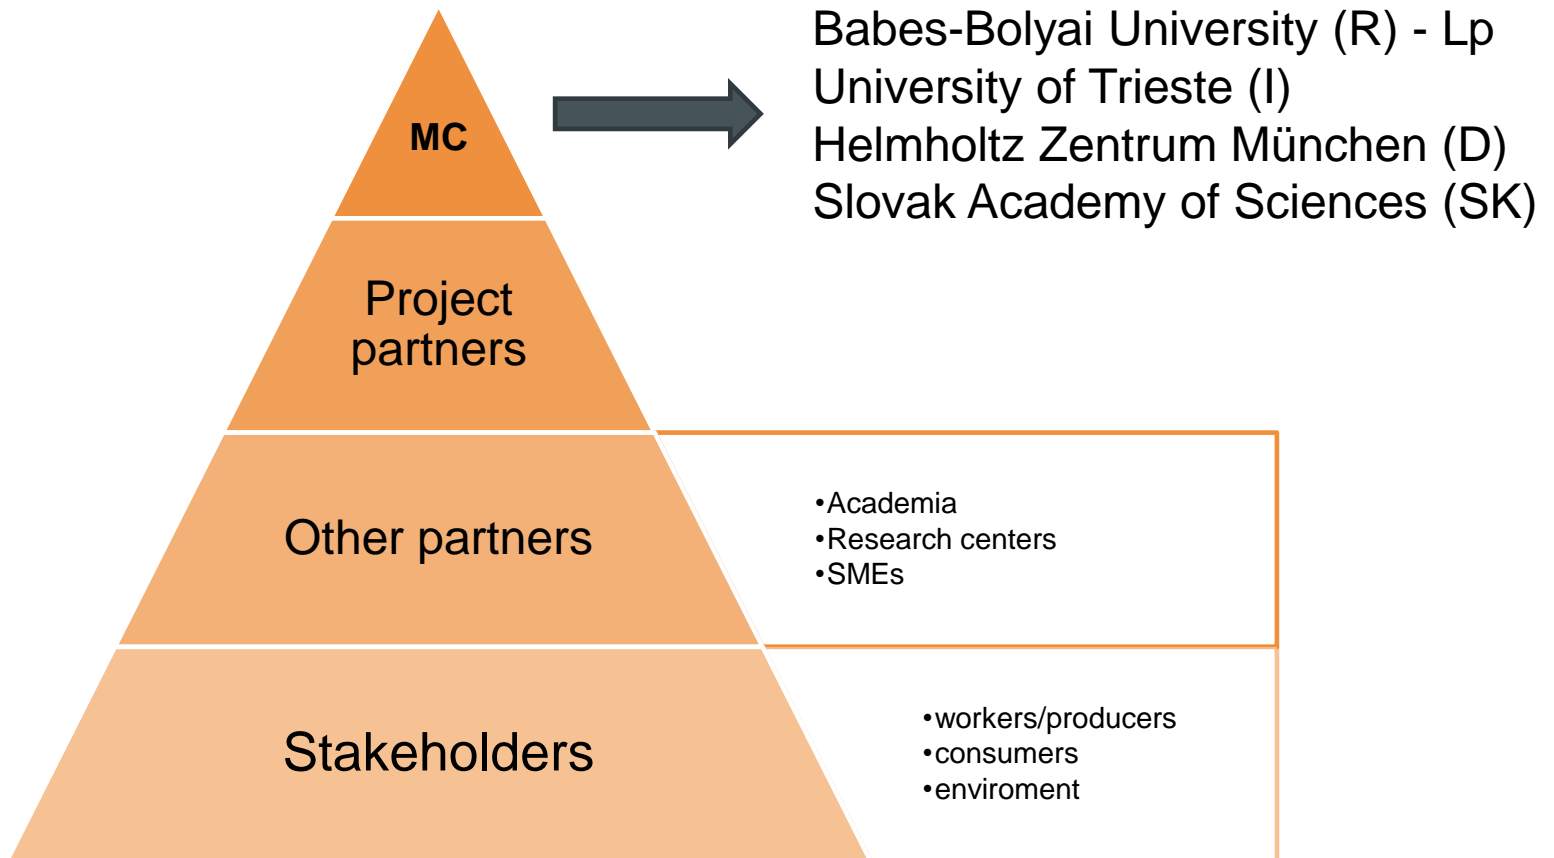 MC
Babes-Bolyai University (R) - Lp
University of Trieste (I)
Helmholtz Zentrum München (D)
Slovak Academy of Sciences (SK)
Project
partners
Other partners
•Academia
•Research centers
•SMEs
Stakeholders
•workers/producers
•consumers
•enviroment